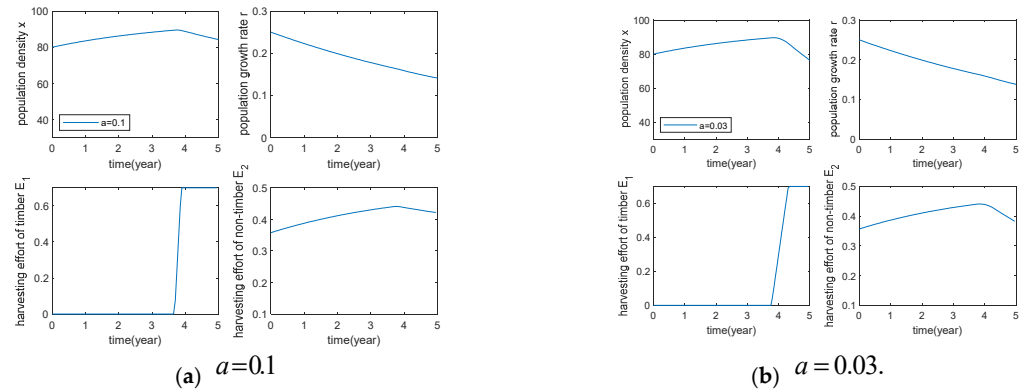 population density x
100
80
60
40
a=0.1
0 1 2 3 4 5
time(year)
population growth rate r
0.3
0.2
0.1
0
0 1 2 3 4 5
time(year)
harvesting effort of timber E1
0.6
0.4
0.2
0
0 1 2 3 4 5
time(year)
harvesting effort of non-timber E2
0.5
0.4
0.3
0.2
0.1
0 1 2 3 4 5
time(year)
(a) a=0.1
population density x
100
80
60
40
a=0.03
0 1 2 3 4 5
time(year)
population growth rate r
0.3
0.2
0.1
0
0 1 2 3 4 5
time(year)
harvesting effort of timber E1
0.6
0.4
0.2
0
0 1 2 3 4 5
time(year)
harvesting effort of non-timber E2
0.5
0.4
0.3
0.2
0.1
0 1 2 3 4 5
time(year)
(b) a = 0.03.